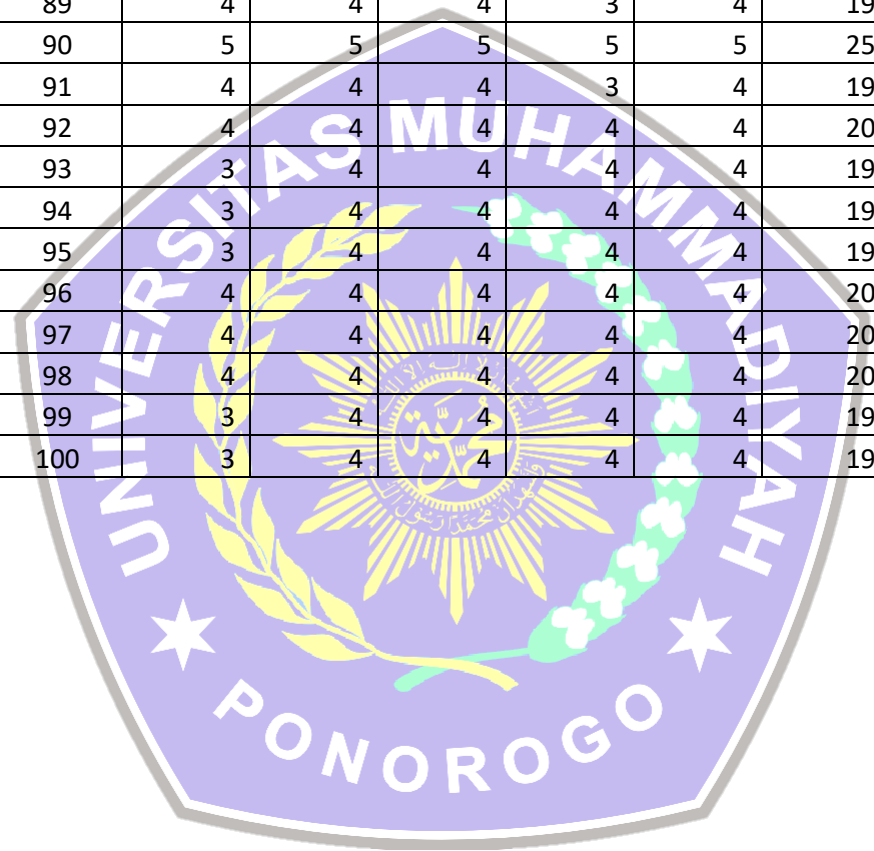 89 4 4 4 3 4 19
90 5 5 5 5 5 25
91 4 4 4 3 4 19
92 4 4 4 4 4 20
93 3 4 4 4 4 19
94 3 4 4 4 4 19
95 3 4 4 4 4 19
96 4 4 4 4 4 20
97 4 4 4 4 4 20
98 4 4 4 4 4 20
99 3 4 4 4 4 19
100 3 4 4 4 4 19
UNIVERSITAS MUHAMMADIYAH
PONOROGO